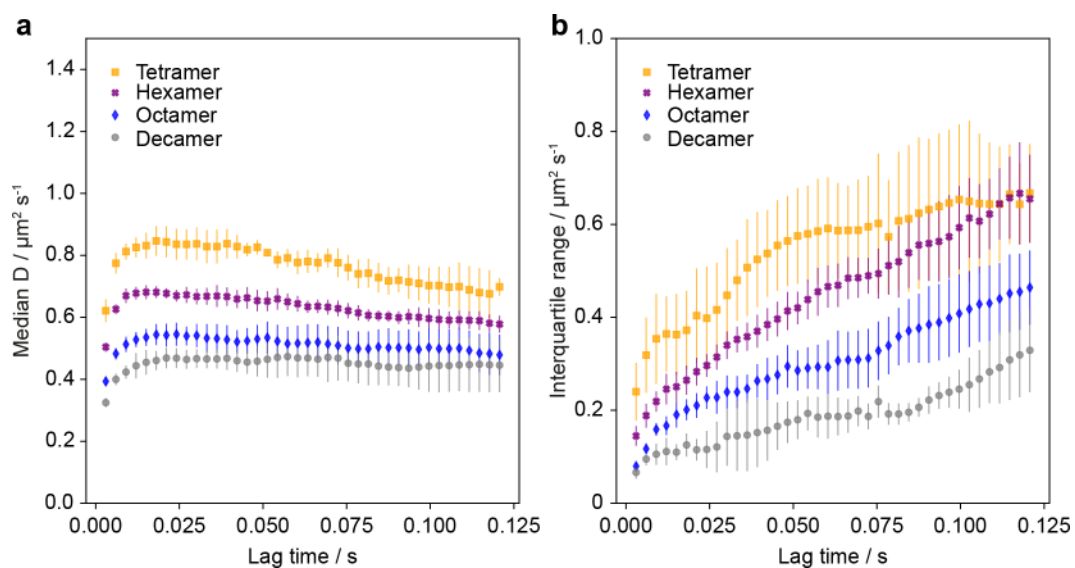 a
Median D / µm² s⁻¹
1.4
1.2
1.0
0.8
0.6
0.4
0.2
0.0
Tetramer
Hexamer
Octamer
Decamer
0.000 0.025 0.050 0.075 0.100 0.125
Lag time / s
b
Interquartile range / µm² s⁻¹
1.0
0.8
0.6
0.4
0.2
0
Tetramer
Hexamer
Octamer
Decamer
0.000 0.025 0.050 0.075 0.100 0.125
Lag time / s